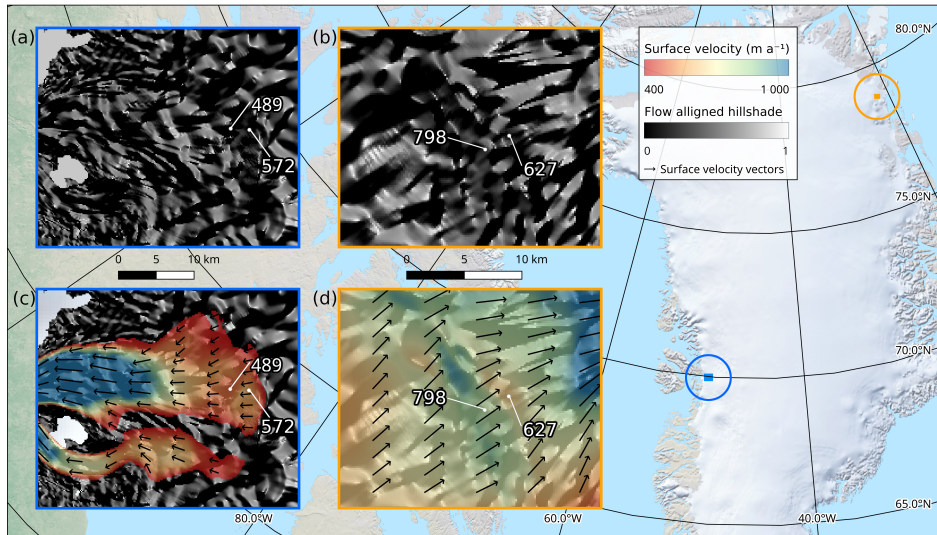 (a)
489
572
(b)
798
627
Surface velocity (m a⁻¹)
400 1 000
Flow alligned hillshade
0 1
→ Surface velocity vectors
80.0°N
75.0°N
70.0°N
65.0°N
0 5 10 km
0 5 10 km
(c)
489
572
(d)
798
627
80.0°W
60.0°W
40.0°W